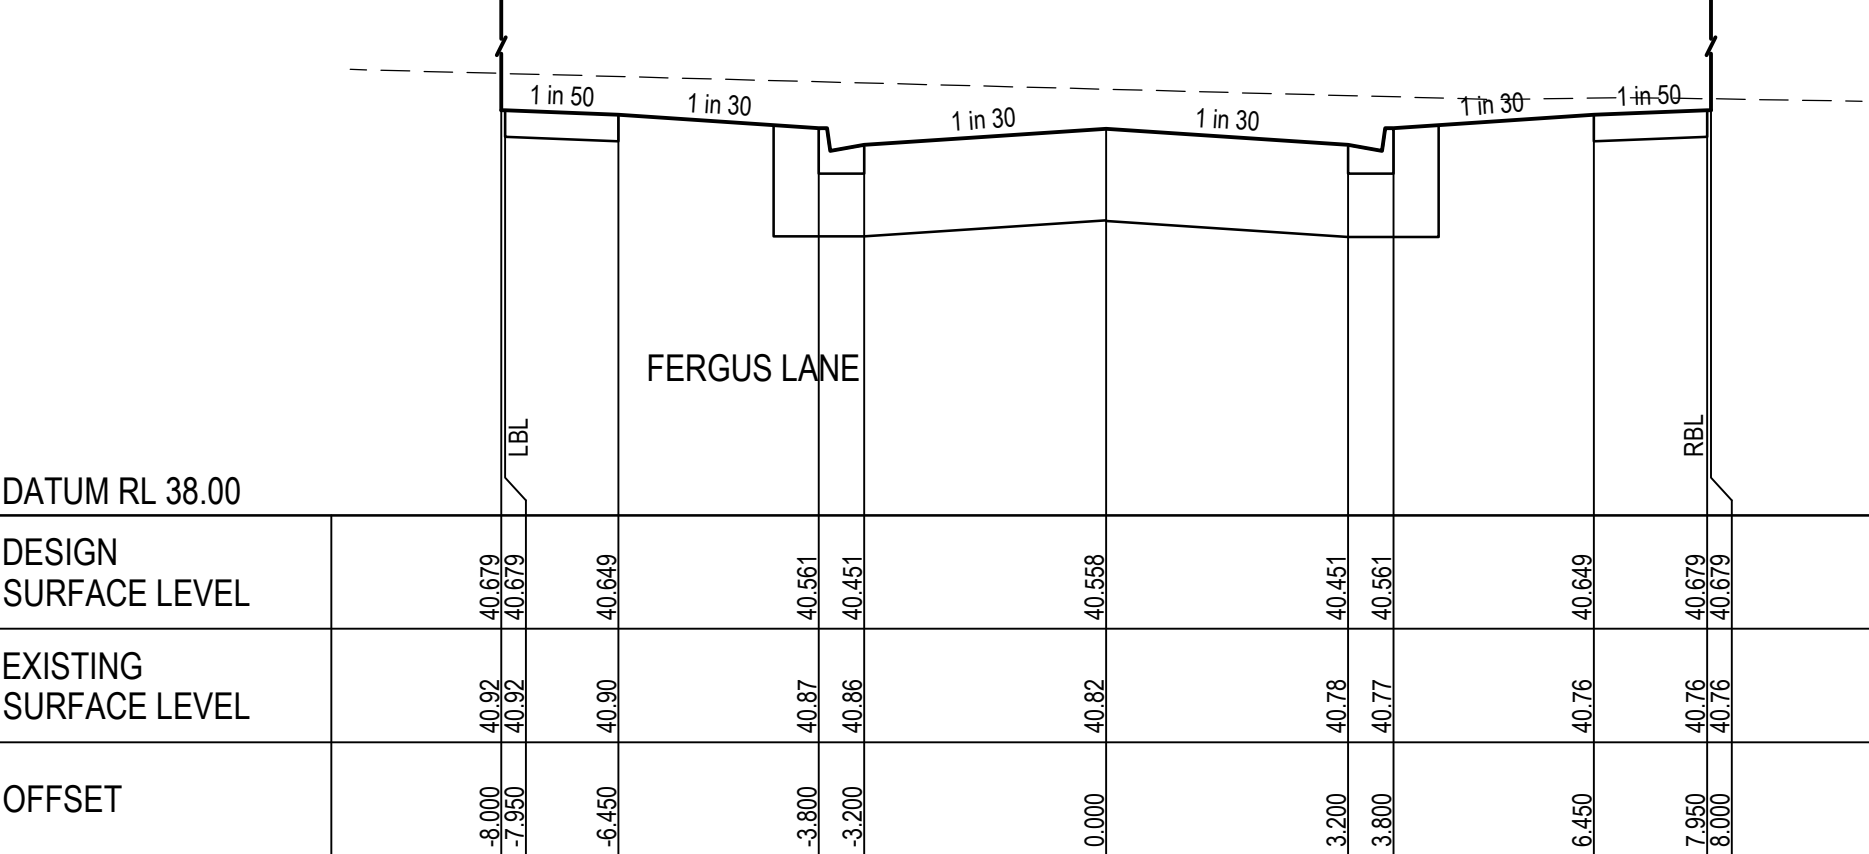 1 in 50
1 in 30
1 in 30
1 in 30
1 in 30
1 in 50
FERGUS LANE
LBL
RBL
DATUM RL 38.00
DESIGN
SURFACE LEVEL
40.679
40.679
40.649
40.561
40.451
40.558
40.451
40.561
40.649
40.679
40.679
EXISTING
SURFACE LEVEL
40.92
40.92
40.90
40.87
40.86
40.82
40.78
40.77
40.76
40.76
40.76
OFFSET
-8.000
-7.950
-6.450
-3.800
-3.200
0.000
3.200
3.800
6.450
7.950
8.000